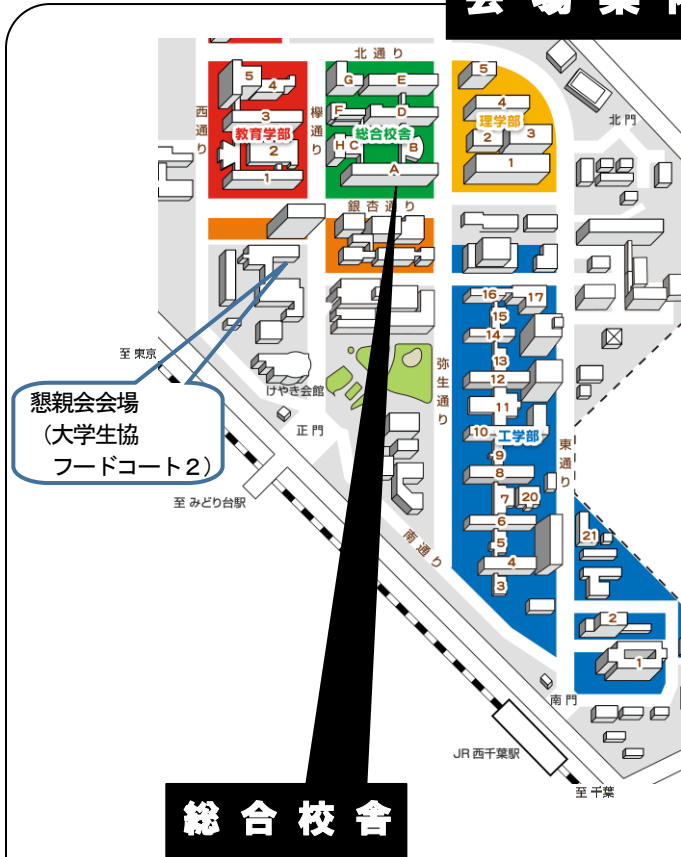 会場案内
北通り
5
4
3
教育学部
2
1
西通り
欅通り
G
E
F
D
総合校舎
H
C
B
A
5
4
理学部
2
3
1
北門
銀杏通り
16
17
15
14
13
12
11
10
工学部
9
8
7
20
6
5
4
3
21
2
1
至 東京
けやき会館
正門
弥生通り
東通り
懇親会会場
（大学生協
フードコート２）
至 みどり台駅
南通り
南門
JR 西千葉駅
至 千葉
総合校舎